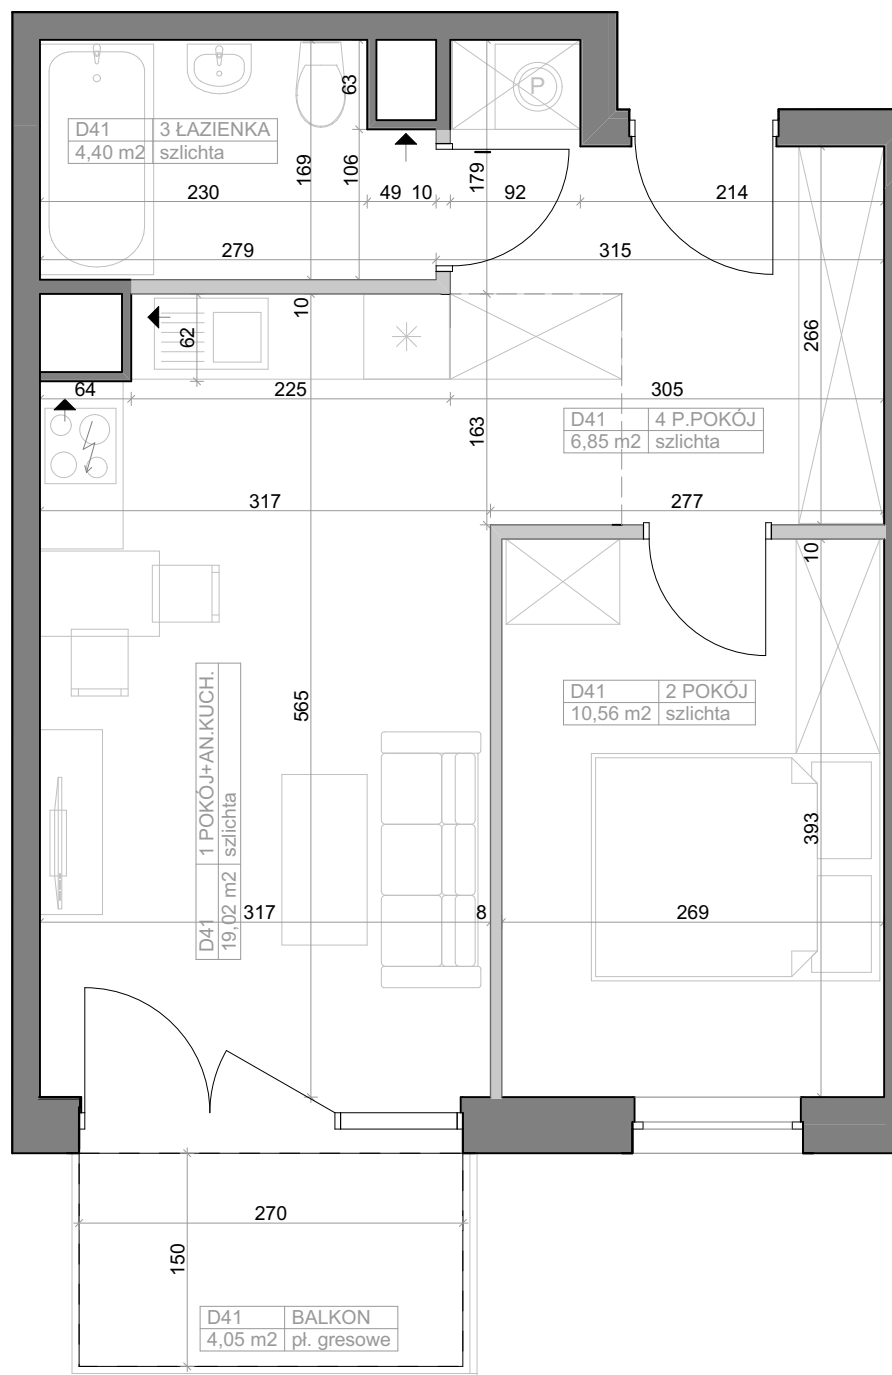 P
63
D41 3 ŁAZIENKA
4,40 m2 szlichta
169
106
179
230
49 10
92
214
279
315
10
62
266
64
225
305
163
D41 4 P.POKÓJ
6,85 m2 szlichta
317
277
10
565
D41 1 POKÓJ+AN.KUCH.
19,02 m2 szlichta
D41 2 POKÓJ
10,56 m2 szlichta
393
317
8
269
270
150
D41 BALKON
4,05 m2 pł. gresowe